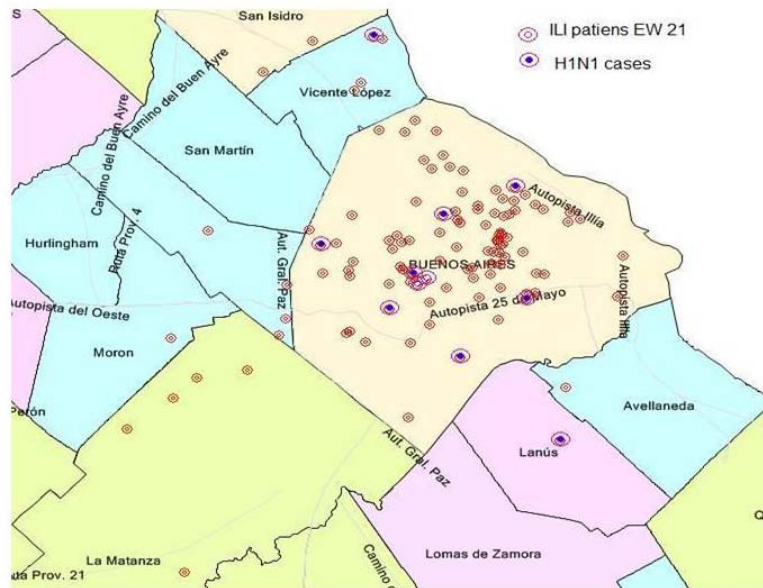 S
San Isidro
ILI patiens EW 21
H1N1 cases
Camino del Buen Ayre
Vicente López
Camino del Buen Ayre
San Martín
Autopista Illia
Ruta Prov. 4
Hurlingham
Aut. Gral. Paz
BUENOS AIRES
Autopista Illia
Autopista del Oeste
Autopista 25 de Mayo
Moron
Perón
Avellaneda
Aut. Gral. Paz
Lanús
Q
La Matanza
Lomas de Zamora
Prov. 21
Camino d